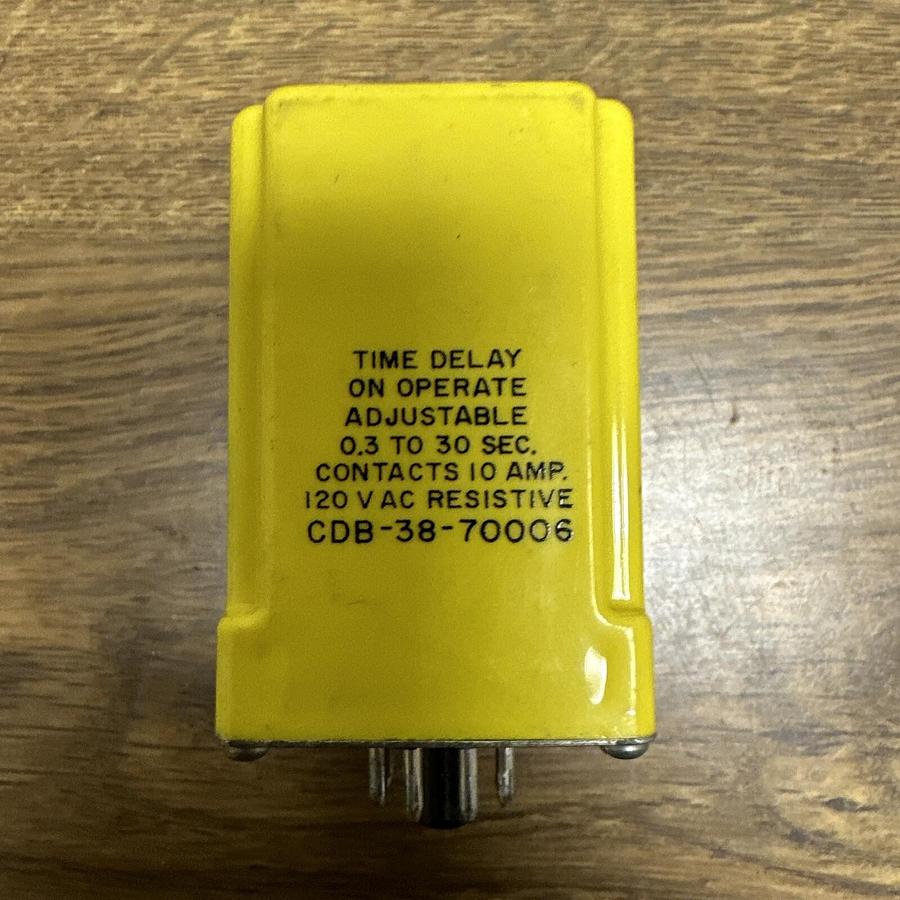 TIME DELAY
ON OPERATE
ADJUSTABLE
0.3 TO 30 SEC.
CONTACTS 10 AMP.
120 V AC RESISTIVE
CDB-38-70006